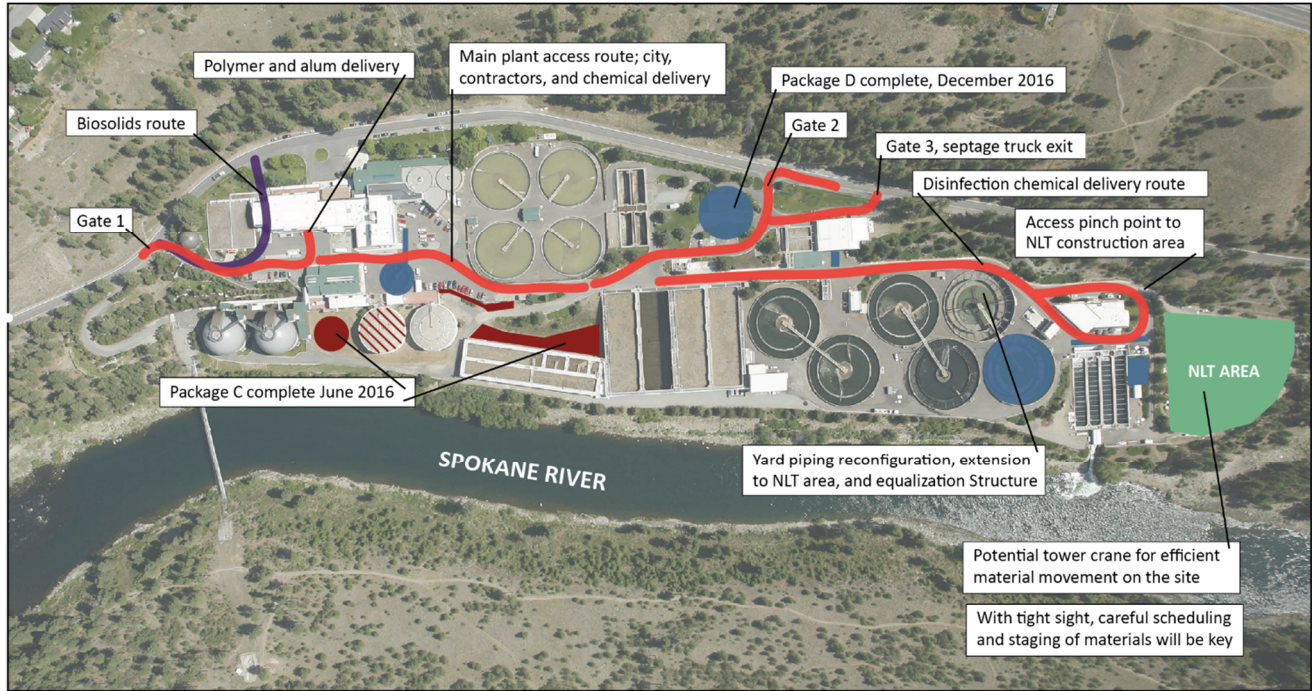 Polymer and alum delivery
Main plant access route; city,
contractors, and chemical delivery
Package D complete, December 2016
Biosolids route
Gate 2
Gate 3, septage truck exit
Disinfection chemical delivery route
Gate 1
Access pinch point to
NLT construction area
NLT AREA
Package C complete June 2016
SPOKANE RIVER
Yard piping reconfiguration, extension
to NLT area, and equalization Structure
Potential tower crane for efficient
material movement on the site
With tight sight, careful scheduling
and staging of materials will be key